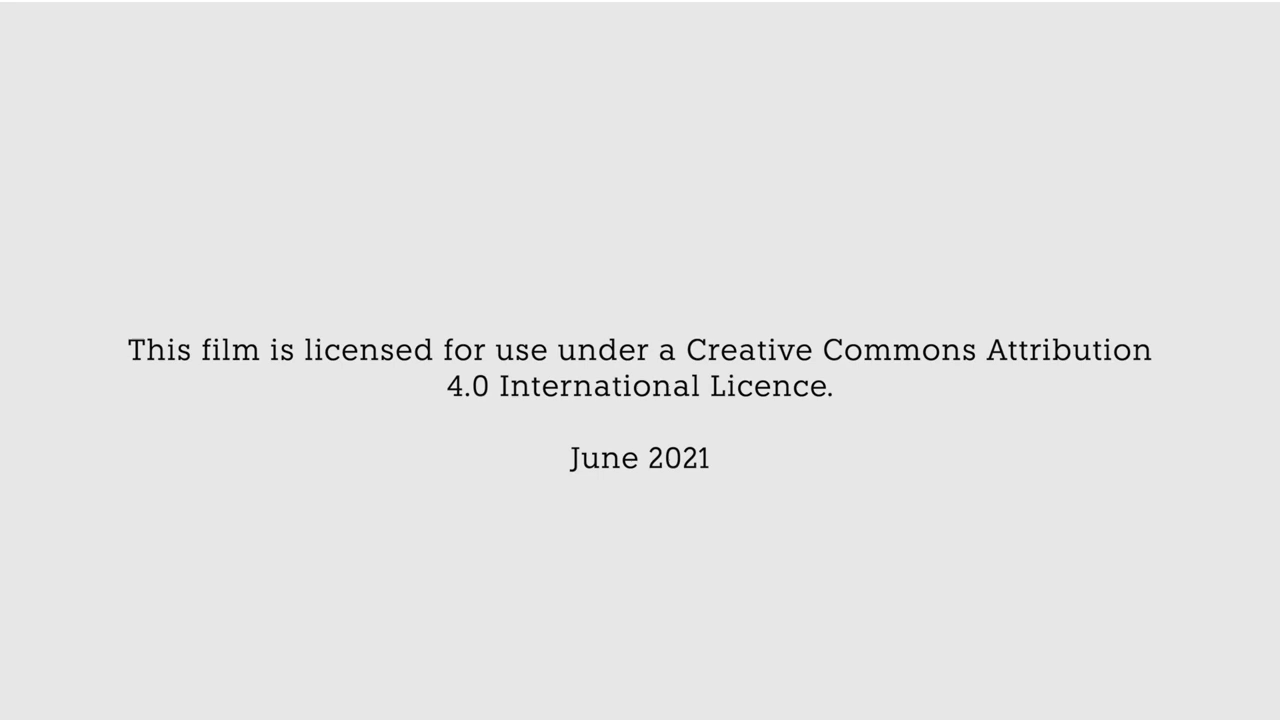 This film is licensed for use under a Creative Commons Attribution
4.0 International Licence.
June 2021